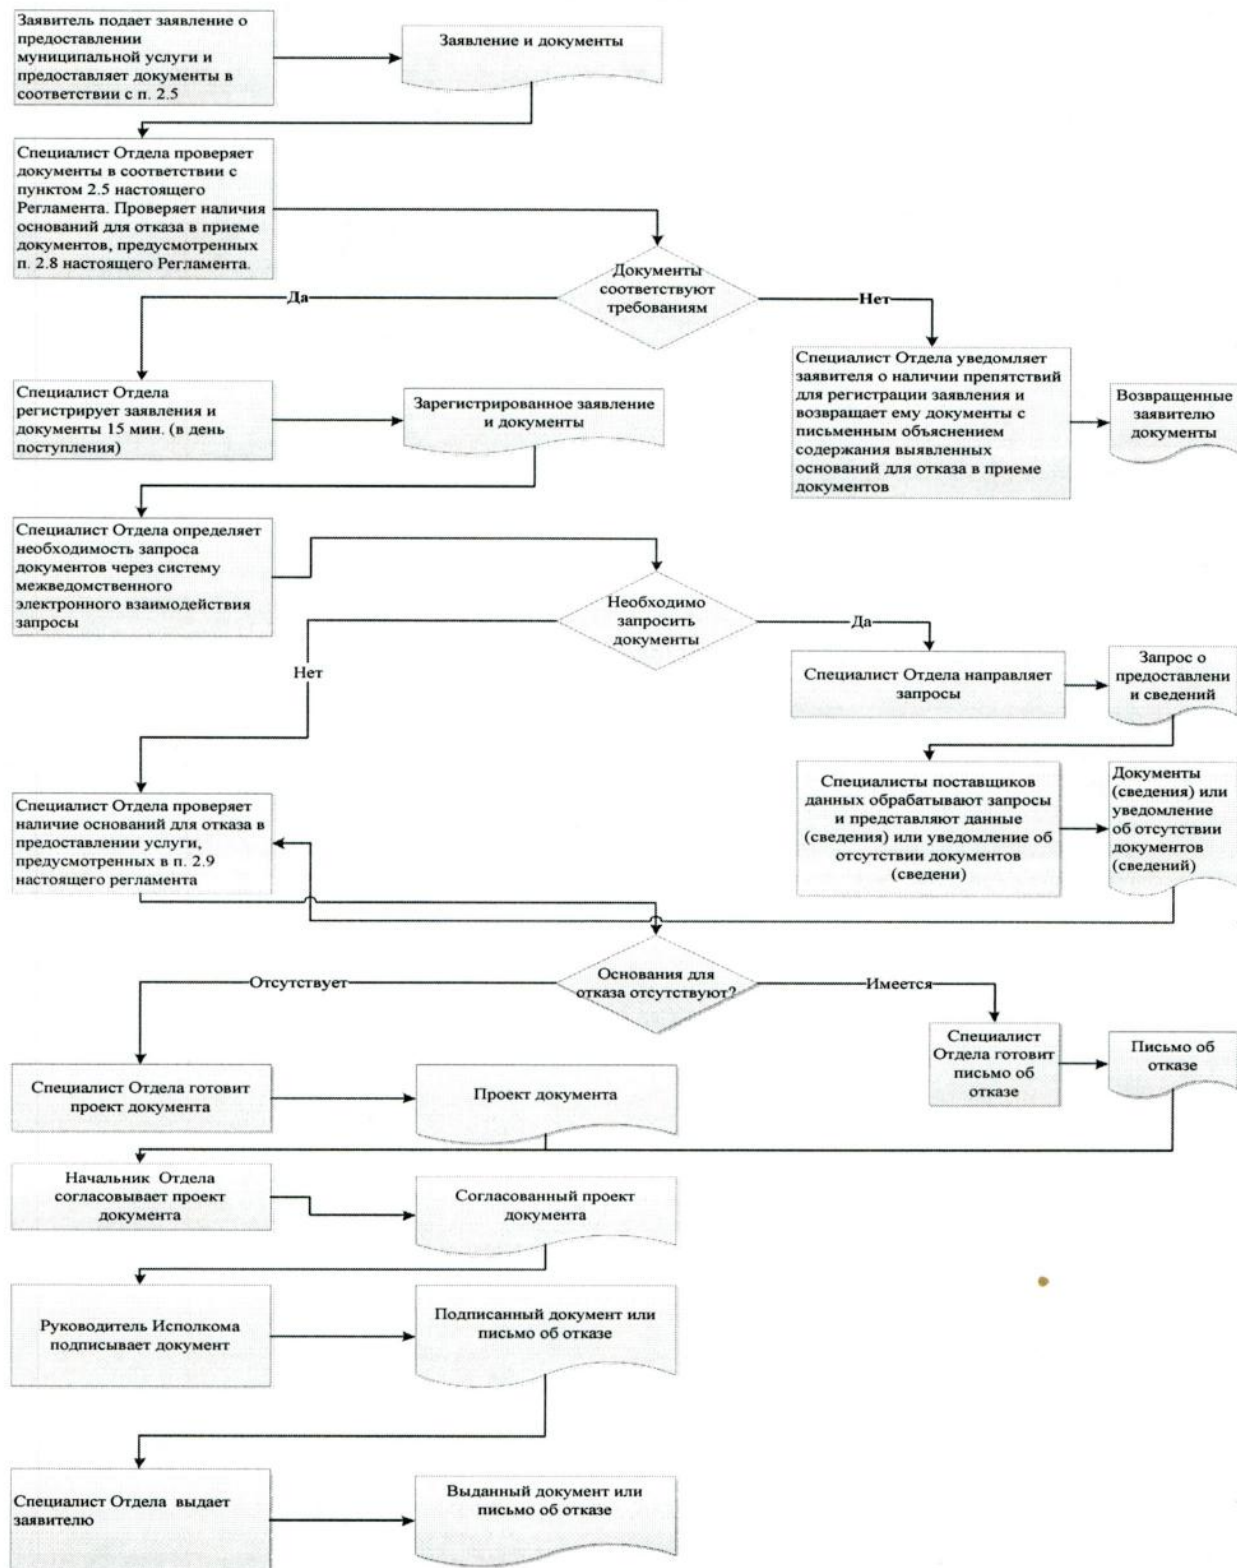 Заявитель подает заявление о
предоставлении
муниципальной услуги и
предоставляет документы в
соответствии с п. 2.5
Заявление и документы
Специалист Отдела проверяет
документы в соответствии с
пунктом 2.5 настоящего
Регламента. Проверяет наличия
оснований для отказа в приеме
документов, предусмотренных
п. 2.8 настоящего Регламента.
Документы
соответствуют
требованиям
Да
Нет
Специалист Отдела
регистрирует заявления и
документы 15 мин. (в день
поступления)
Зарегистрированное заявление
и документы
Специалист Отдела уведомляет
заявителя о наличии препятствий
для регистрации заявления и
возвращает ему документы с
письменным объяснением
содержания выявленных
оснований для отказа в приеме
документов
Возвращенные
заявителю
документы
Специалист Отдела определяет
необходимость запроса
документов через систему
межведомственного
электронного взаимодействия
запросы
Необходимо
запросить
документы
Да
Нет
Специалист Отдела направляет
запросы
Запрос о
предоставлени
и сведений
Специалисты поставщиков
данных обрабатывают запросы
и представляют данные
(сведения) или уведомление об
отсутствии документов
(сведени)
Документы
(сведения) или
уведомление
об отсутствии
документов
(сведений)
Специалист Отдела проверяет
наличие оснований для отказа в
предоставлении услуги,
предусмотренных в п. 2.9
настоящего регламента
Основания для
отказа отсутствуют?
Отсутствует
Имеется
Специалист
Отдела готовит
письмо об
отказе
Письмо об
отказе
Специалист Отдела готовит
проект документа
Проект документа
Начальник Отдела
согласовывает проект
документа
Согласованный проект
документа
Руководитель Исполкома
подписывает документ
Подписанный документ или
письмо об отказе
Специалист Отдела выдает
заявителю
Выданный документ или
письмо об отказе